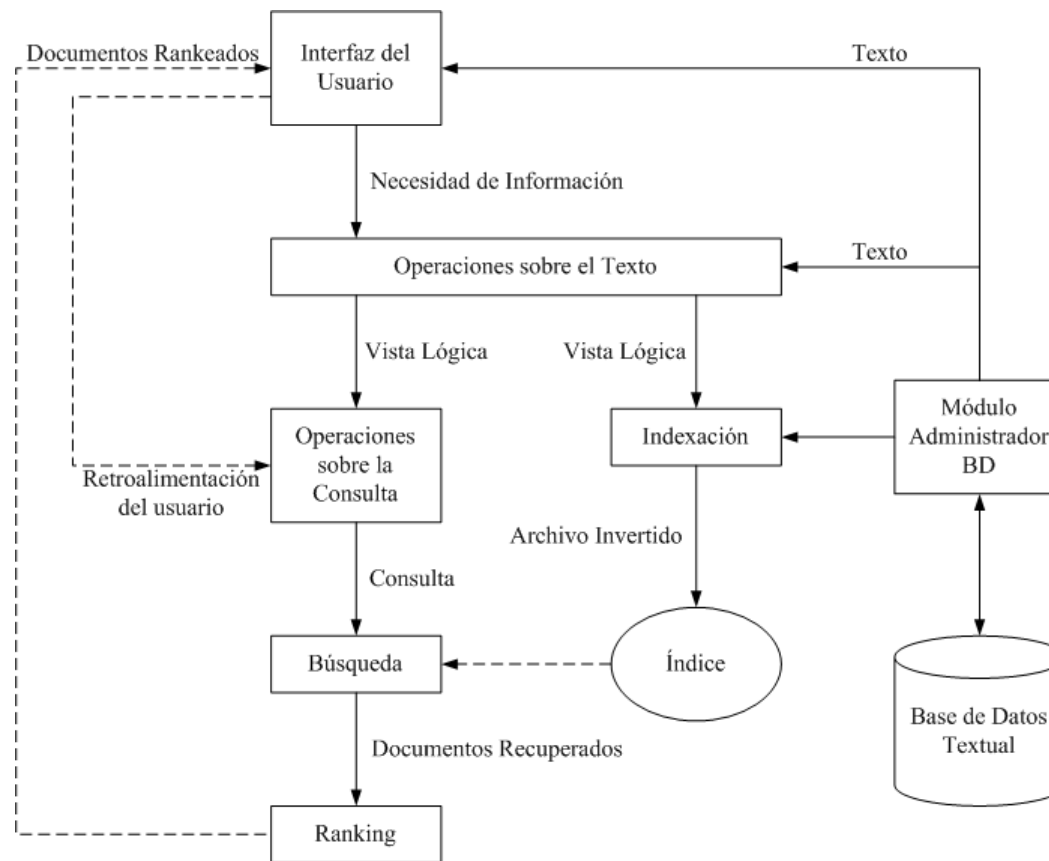 Documentos Rankeados
Interfaz del
Usuario
Texto
Necesidad de Información
Operaciones sobre el Texto
Texto
Vista Lógica
Vista Lógica
Operaciones
sobre la
Consulta
Indexación
Módulo
Administrador
BD
Retroalimentación
del usuario
Archivo Invertido
Consulta
Búsqueda
Índice
Base de Datos
Textual
Documentos Recuperados
Ranking